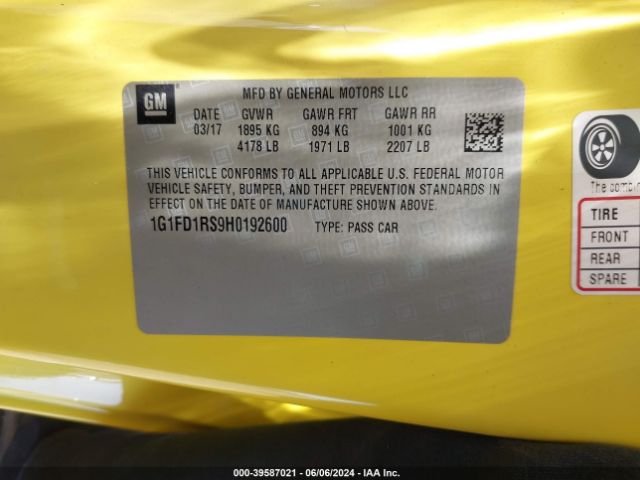 GM
MFD BY GENERAL MOTORS LLC
DATE GVWR GAWR FRT GAWR RR
03/17 1895 KG 894 KG 1001 KG
4178 LB 1971 LB 2207 LB
THIS VEHICLE CONFORMS TO ALL APPLICABLE U.S. FEDERAL MOTOR
VEHICLE SAFETY, BUMPER, AND THEFT PREVENTION STANDARDS IN
EFFECT ON THE DATE OF MANUFACTURE SHOWN ABOVE.
1G1FD1RS9H0192600 TYPE: PASS CAR
The
TIRE
FRONT
REAR
SPARE
000-39587021 - 06/06/2024 - IAA Inc.